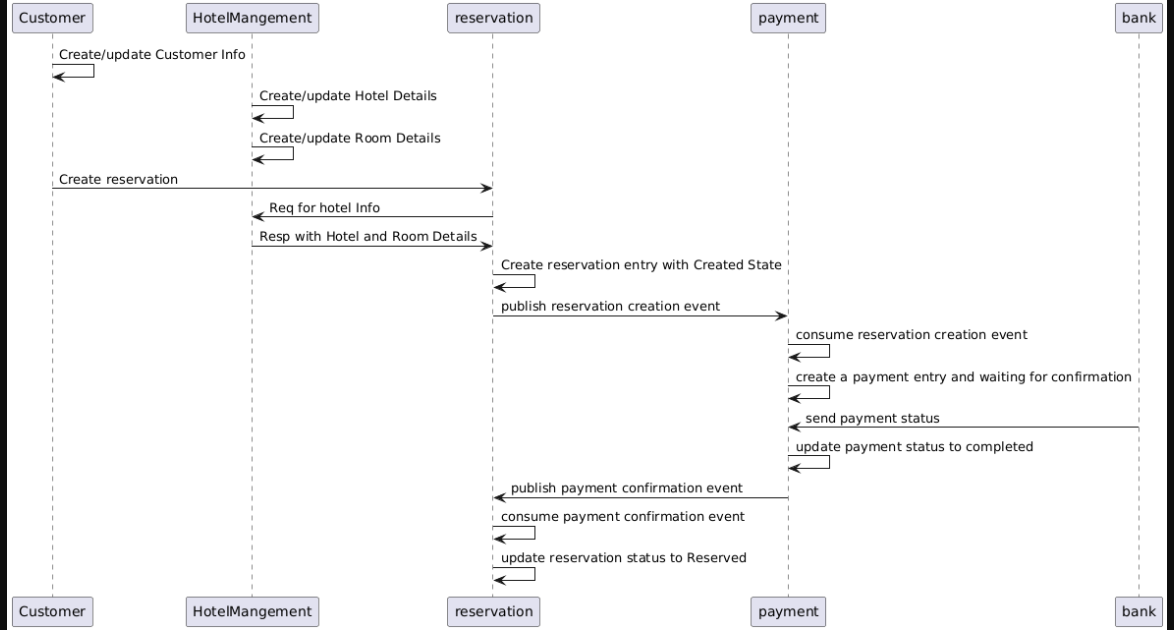 Customer HotelMangement reservation payment bank
Create/update Customer Info
Create/update Hotel Details
Create/update Room Details
Create reservation
Req for hotel Info
Resp with Hotel and Room Details
Create reservation entry with Created State
publish reservation creation event
consume reservation creation event
create a payment entry and waiting for confirmation
send payment status
update payment status to completed
publish payment confirmation event
consume payment confirmation event
update reservation status to Reserved
Customer HotelMangement reservation payment bank